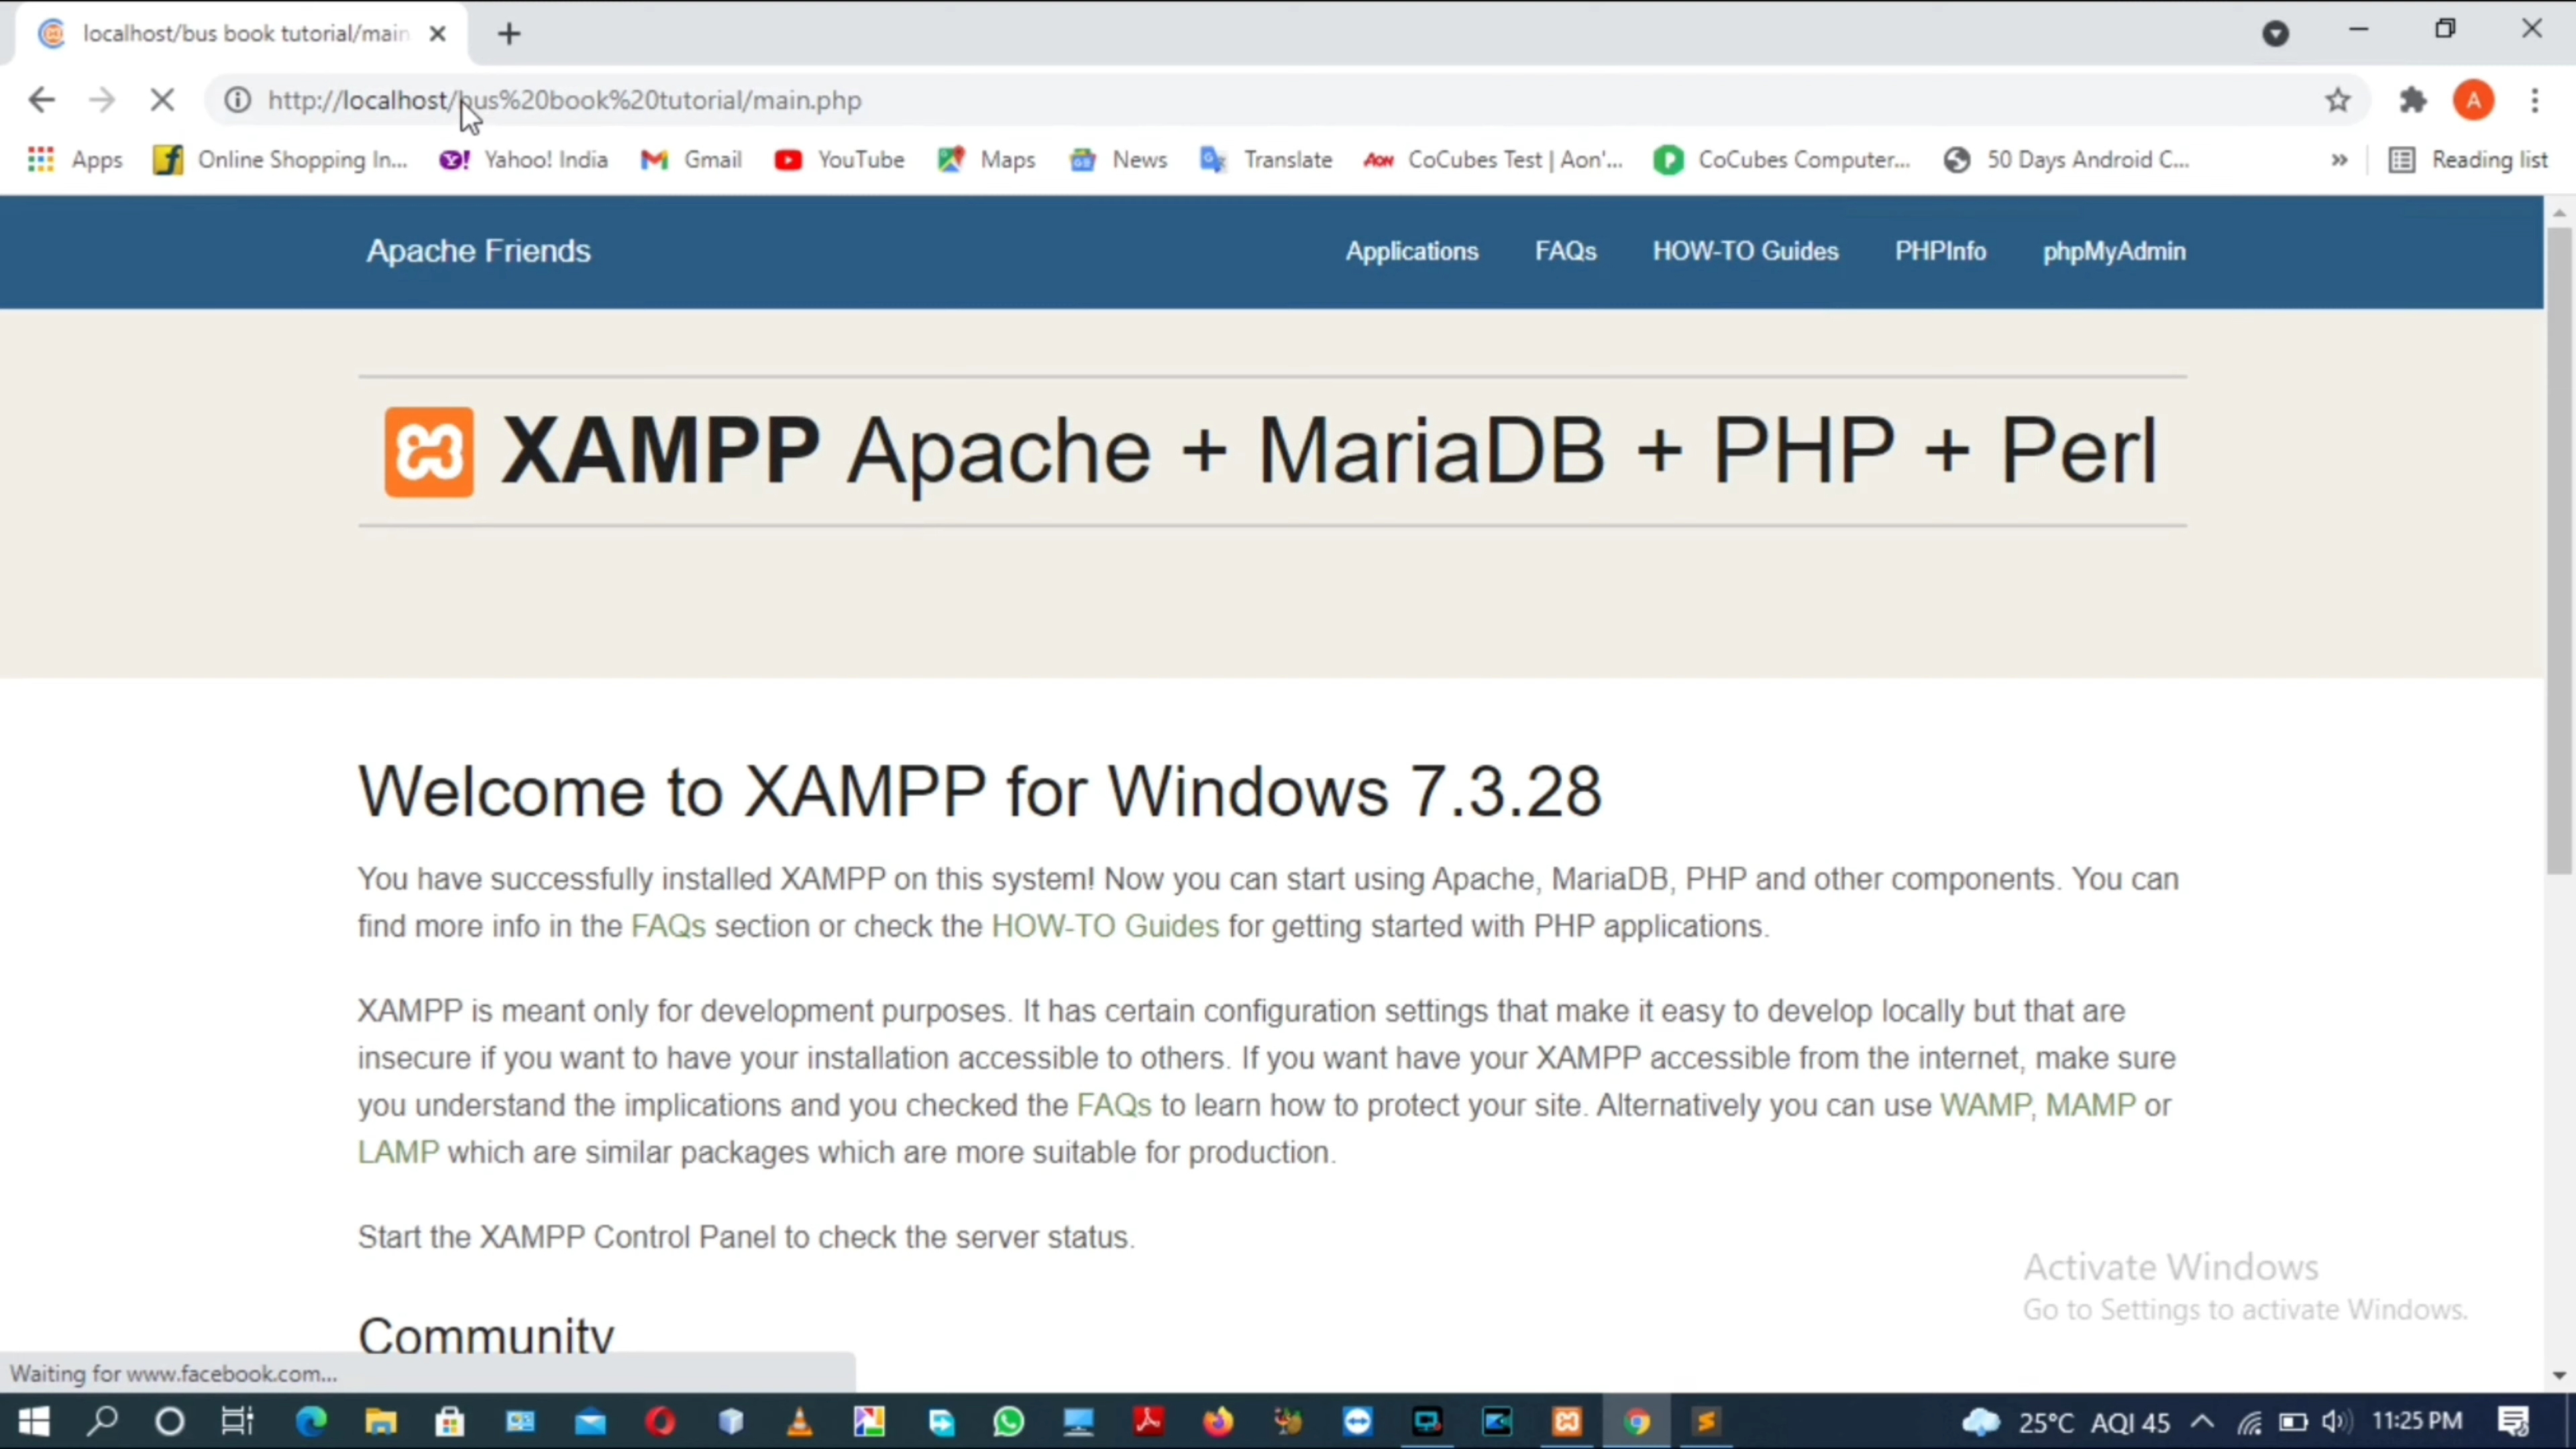 localhost/bus book tutorial/main
http://localhost/bus%20book%20tutorial/main.php
A
Apps
Online Shopping In...
Yahoo! India
Gmail
YouTube
Maps
News
Translate
CoCubes Test | Aon'...
CoCubes Computer...
50 Days Android C...
»
Reading list
Apache Friends
Applications
FAQs
HOW-TO Guides
PHPInfo
phpMyAdmin
XAMPP Apache + MariaDB + PHP + Perl
Welcome to XAMPP for Windows 7.3.28
You have successfully installed XAMPP on this system! Now you can start using Apache, MariaDB, PHP and other components. You can
find more info in the FAQs section or check the HOW-TO Guides for getting started with PHP applications.
XAMPP is meant only for development purposes. It has certain configuration settings that make it easy to develop locally but that are
insecure if you want to have your installation accessible to others. If you want have your XAMPP accessible from the internet, make sure
you understand the implications and you checked the FAQs to learn how to protect your site. Alternatively you can use WAMP, MAMP or
LAMP which are similar packages which are more suitable for production.
Start the XAMPP Control Panel to check the server status.
Activate Windows
Go to Settings to activate Windows.
Community
Waiting for www.facebook.com...
25°C AQI 45
11:25 PM